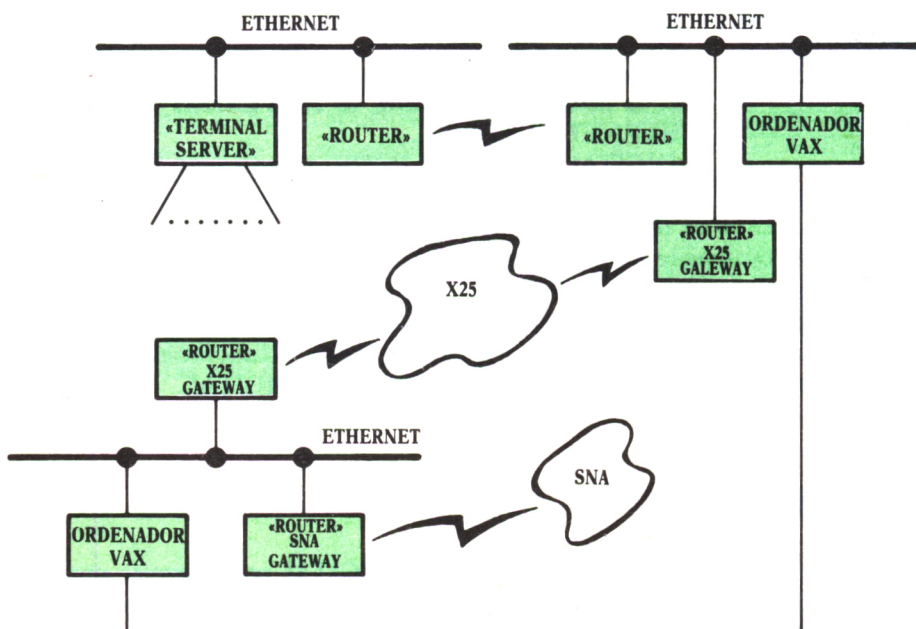 ETHERNET
ETHERNET
«TERMINAL
SERVER»
«ROUTER»
«ROUTER»
ORDENADOR
VAX
«ROUTER»
X25
GALEWAY
X25
«ROUTER»
X25
GATEWAY
ETHERNET
SNA
ORDENADOR
VAX
«ROUTER»
SNA
GATEWAY